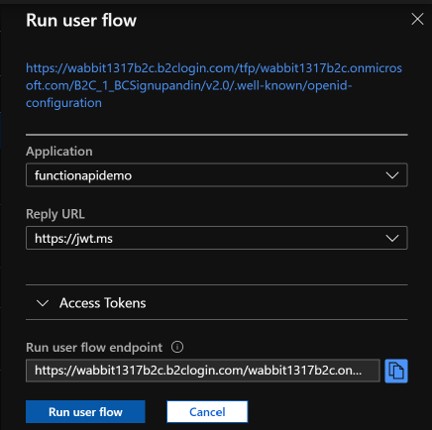 Run user flow
https://wabbit1317b2c.b2clogin.com/tfp/wabbit1317b2c.onmicros
oft.com/B2C_1_BCSignupandin/v2.0/.well-known/openid-
configuration
Application
functionapidemo
Reply URL
https://jwt.ms
Access Tokens
Run user flow endpoint
https://wabbit1317b2c.b2clogin.com/wabbit1317b2c.on...
Run user flow Cancel